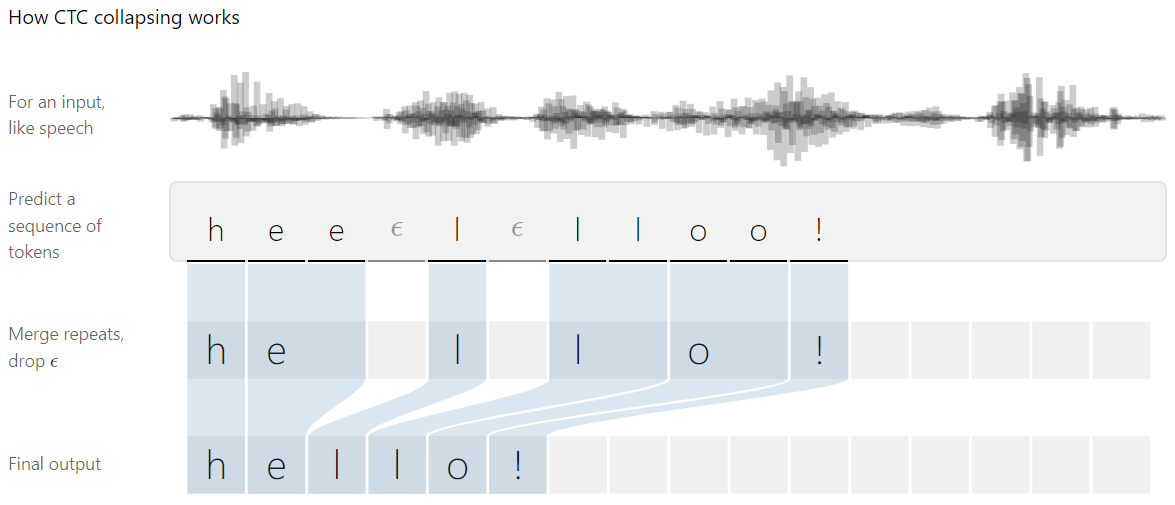 How CTC collapsing works
For an input,
like speech
Predict a
sequence of
tokens
h e e ϵ l ϵ l l o o !
Merge repeats,
drop ϵ
h e l l o !
Final output
h e l l o !